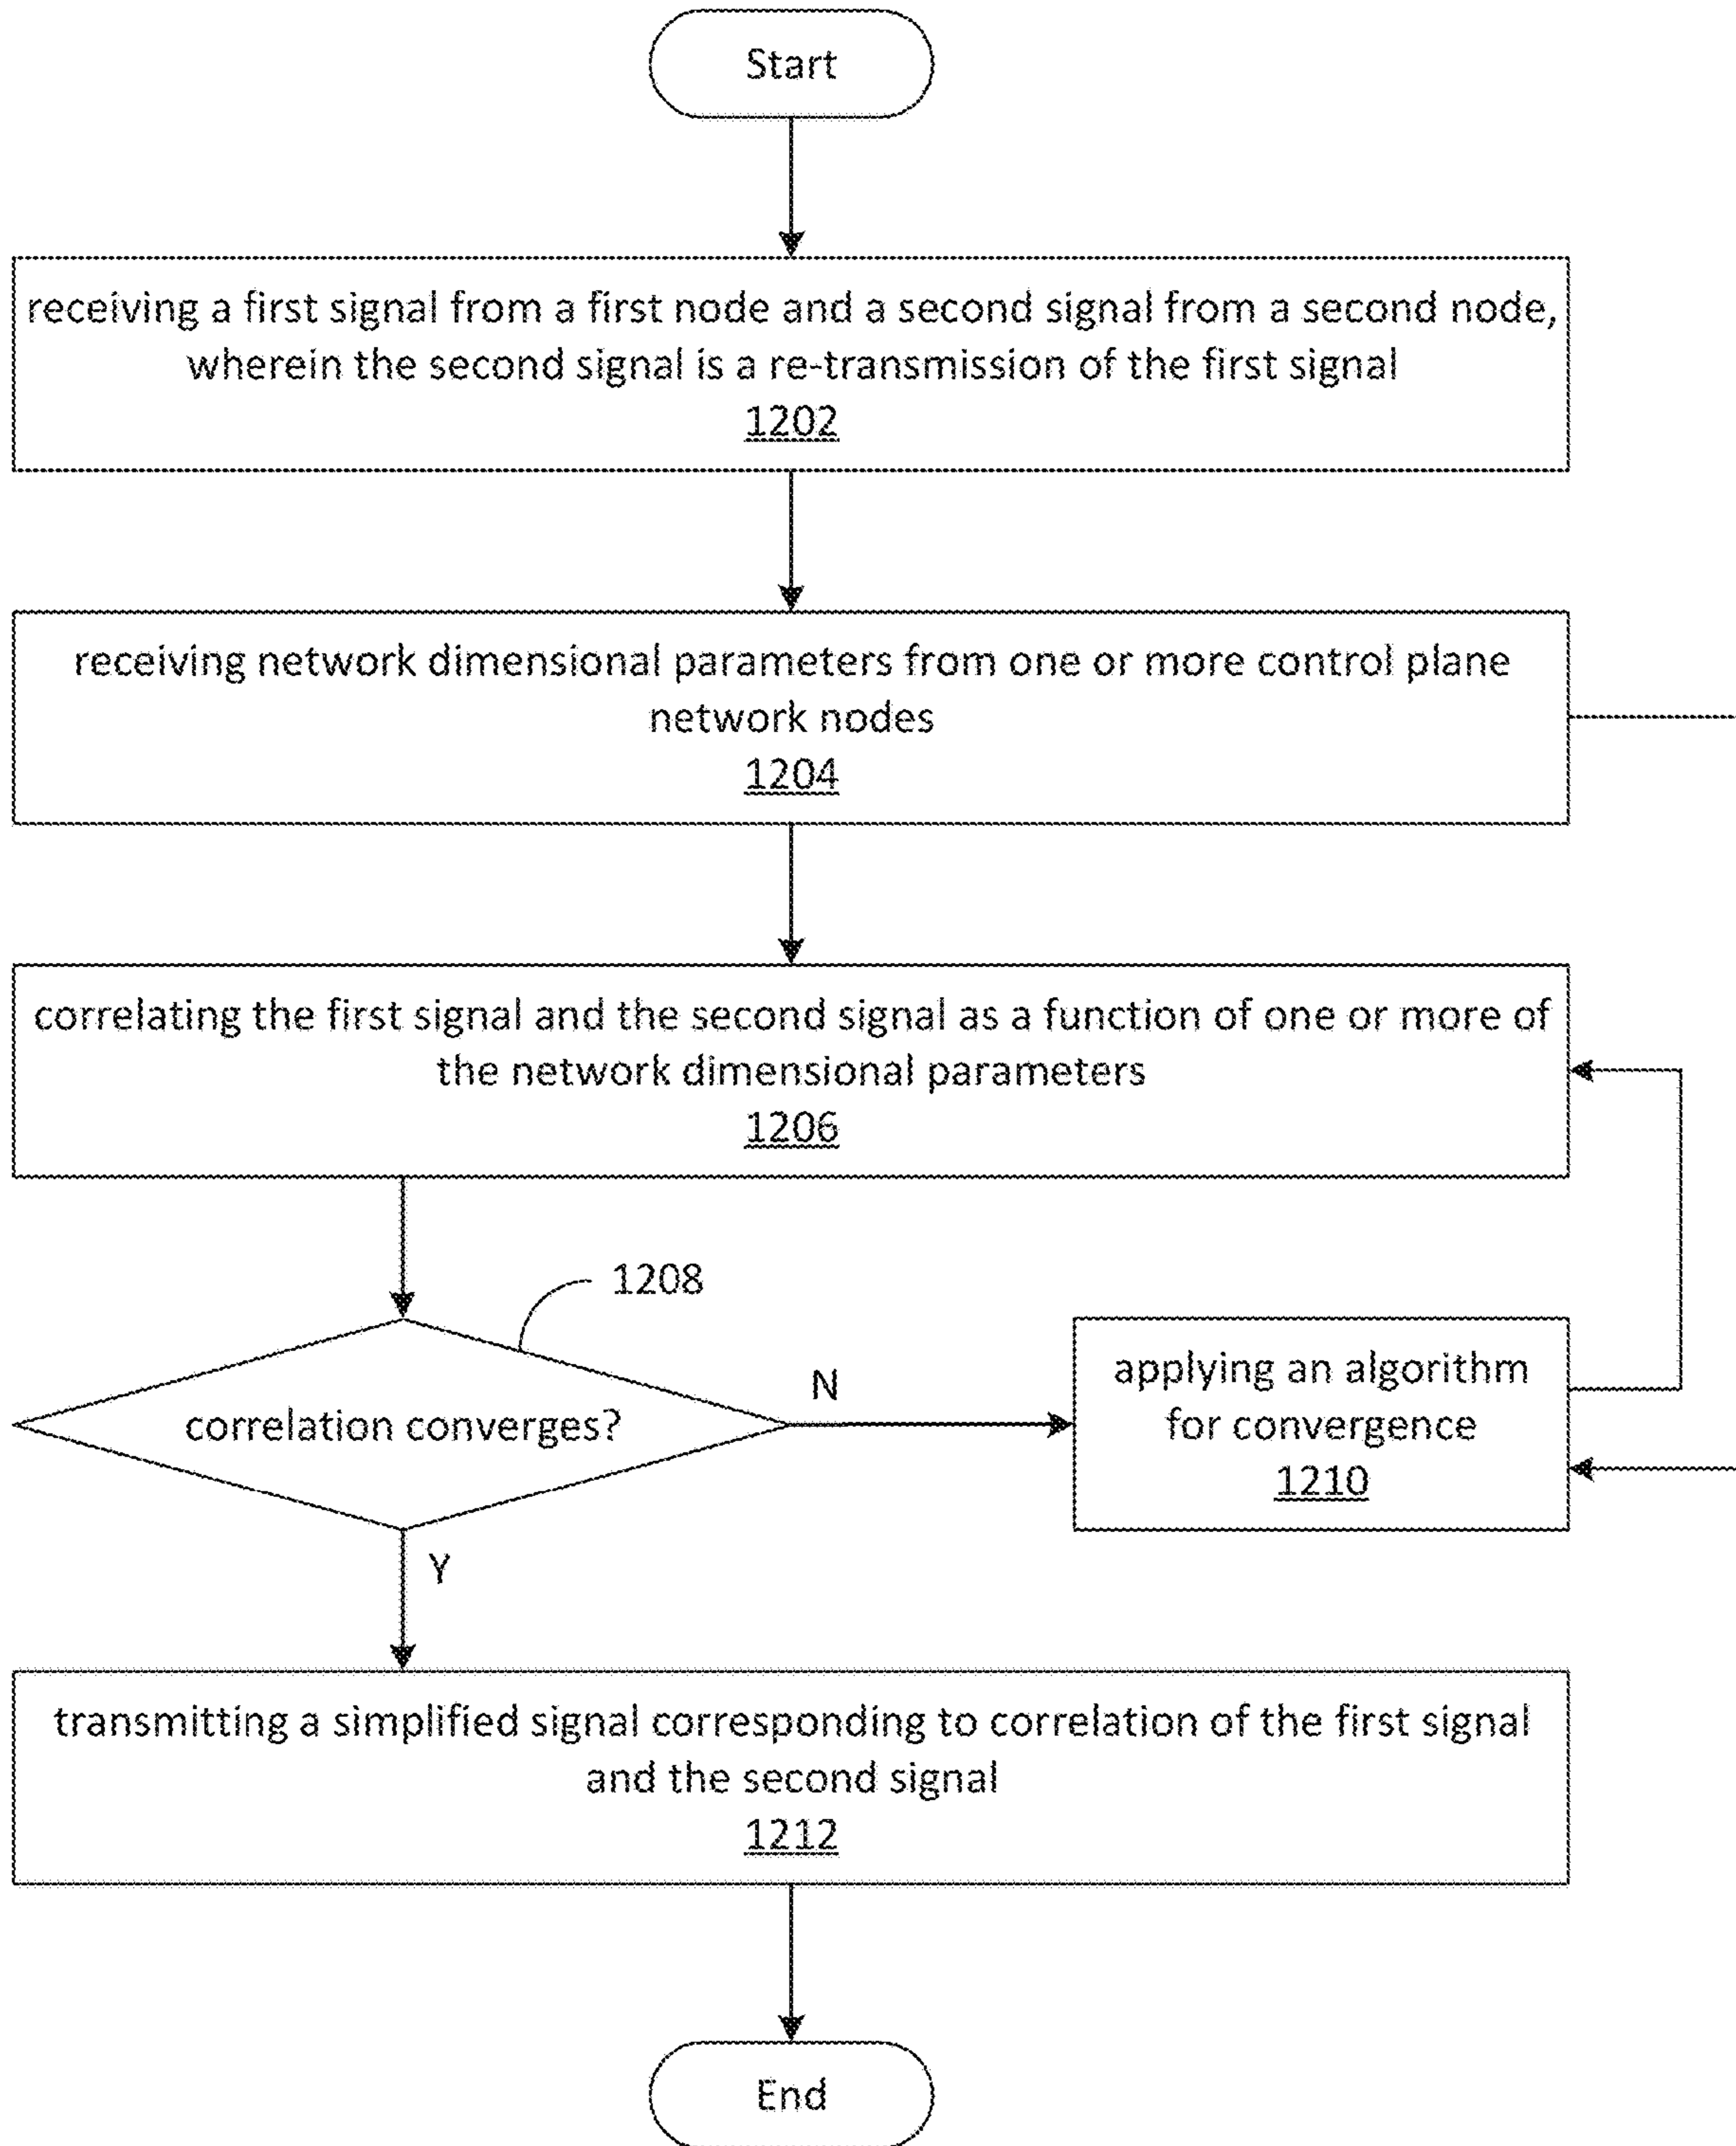 Start
receiving a first signal from a first node and a second signal from a second node,
wherein the second signal is a re-transmission of the first signal
1202
receiving network dimensional parameters from one or more control plane
network nodes
1204
correlating the first signal and the second signal as a function of one or more of
the network dimensional parameters
1206
1208
correlation converges?
N
applying an algorithm
for convergence
1210
Y
transmitting a simplified signal corresponding to correlation of the first signal
and the second signal
1212
End